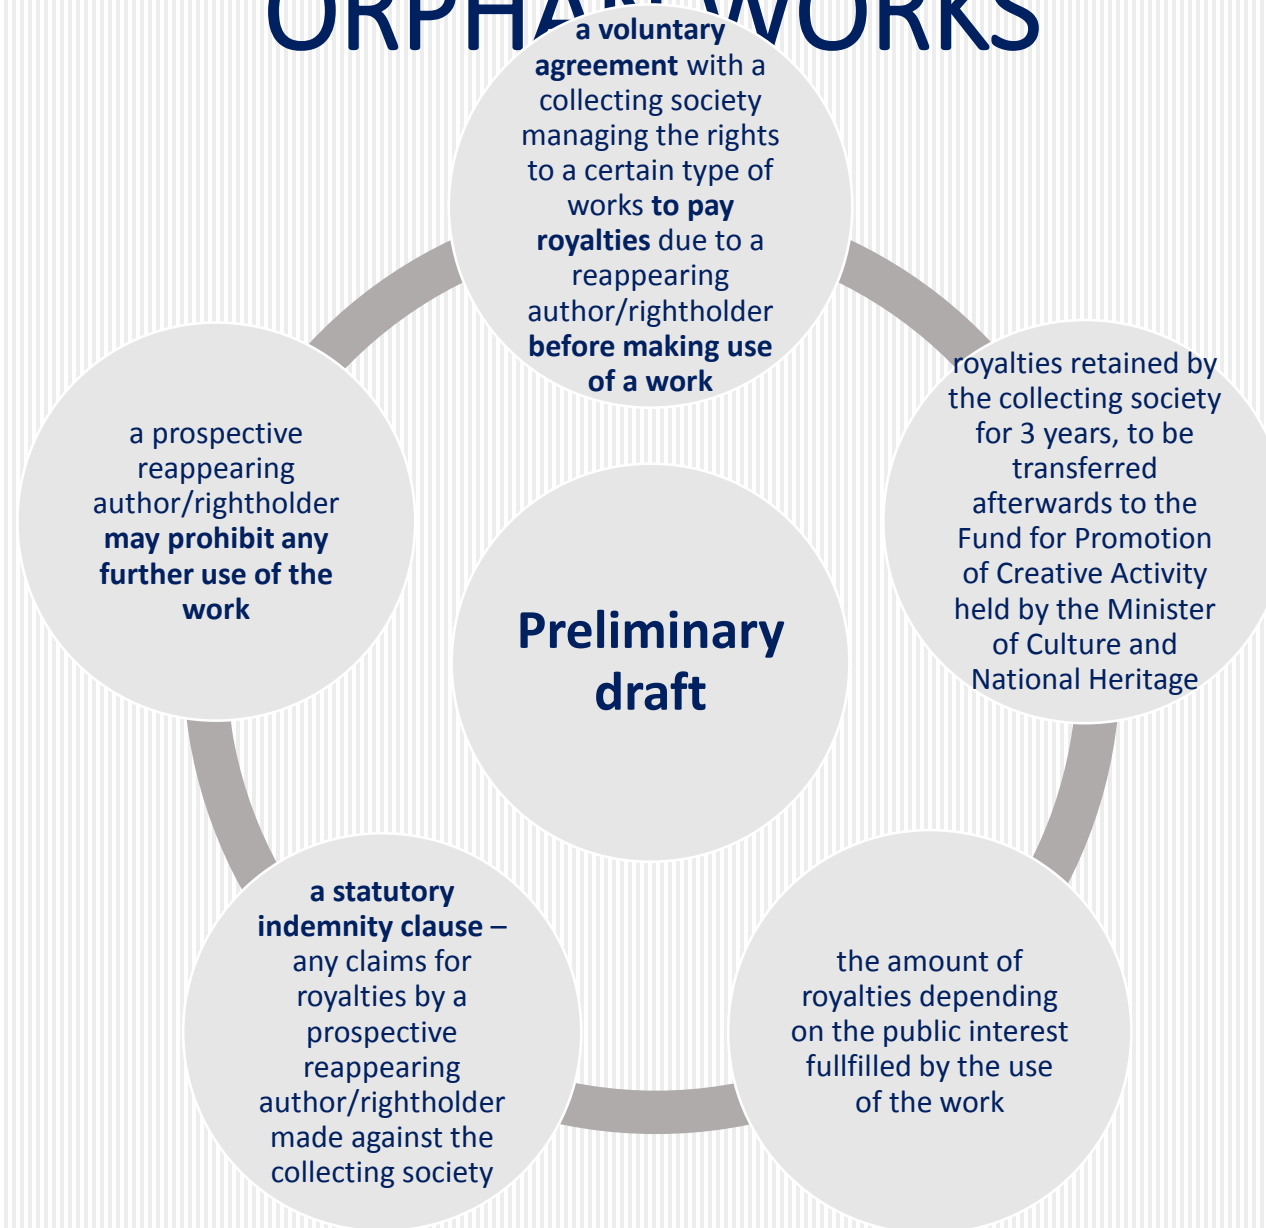 ORPHAN WORKS
a voluntary
agreement with a
collecting society
managing the rights
to a certain type of
works to pay
royalties due to a
reappearing
author/rightholder
before making use
of a work
royalties retained by
the collecting society
for 3 years, to be
transferred
afterwards to the
Fund for Promotion
of Creative Activity
held by the Minister
of Culture and
National Heritage
the amount of
royalties depending
on the public interest
fullfilled by the use
of the work
a statutory
indemnity clause –
any claims for
royalties by a
prospective
reappearing
author/rightholder
made against the
collecting society
a prospective
reappearing
author/rightholder
may prohibit any
further use of the
work
Preliminary
draft